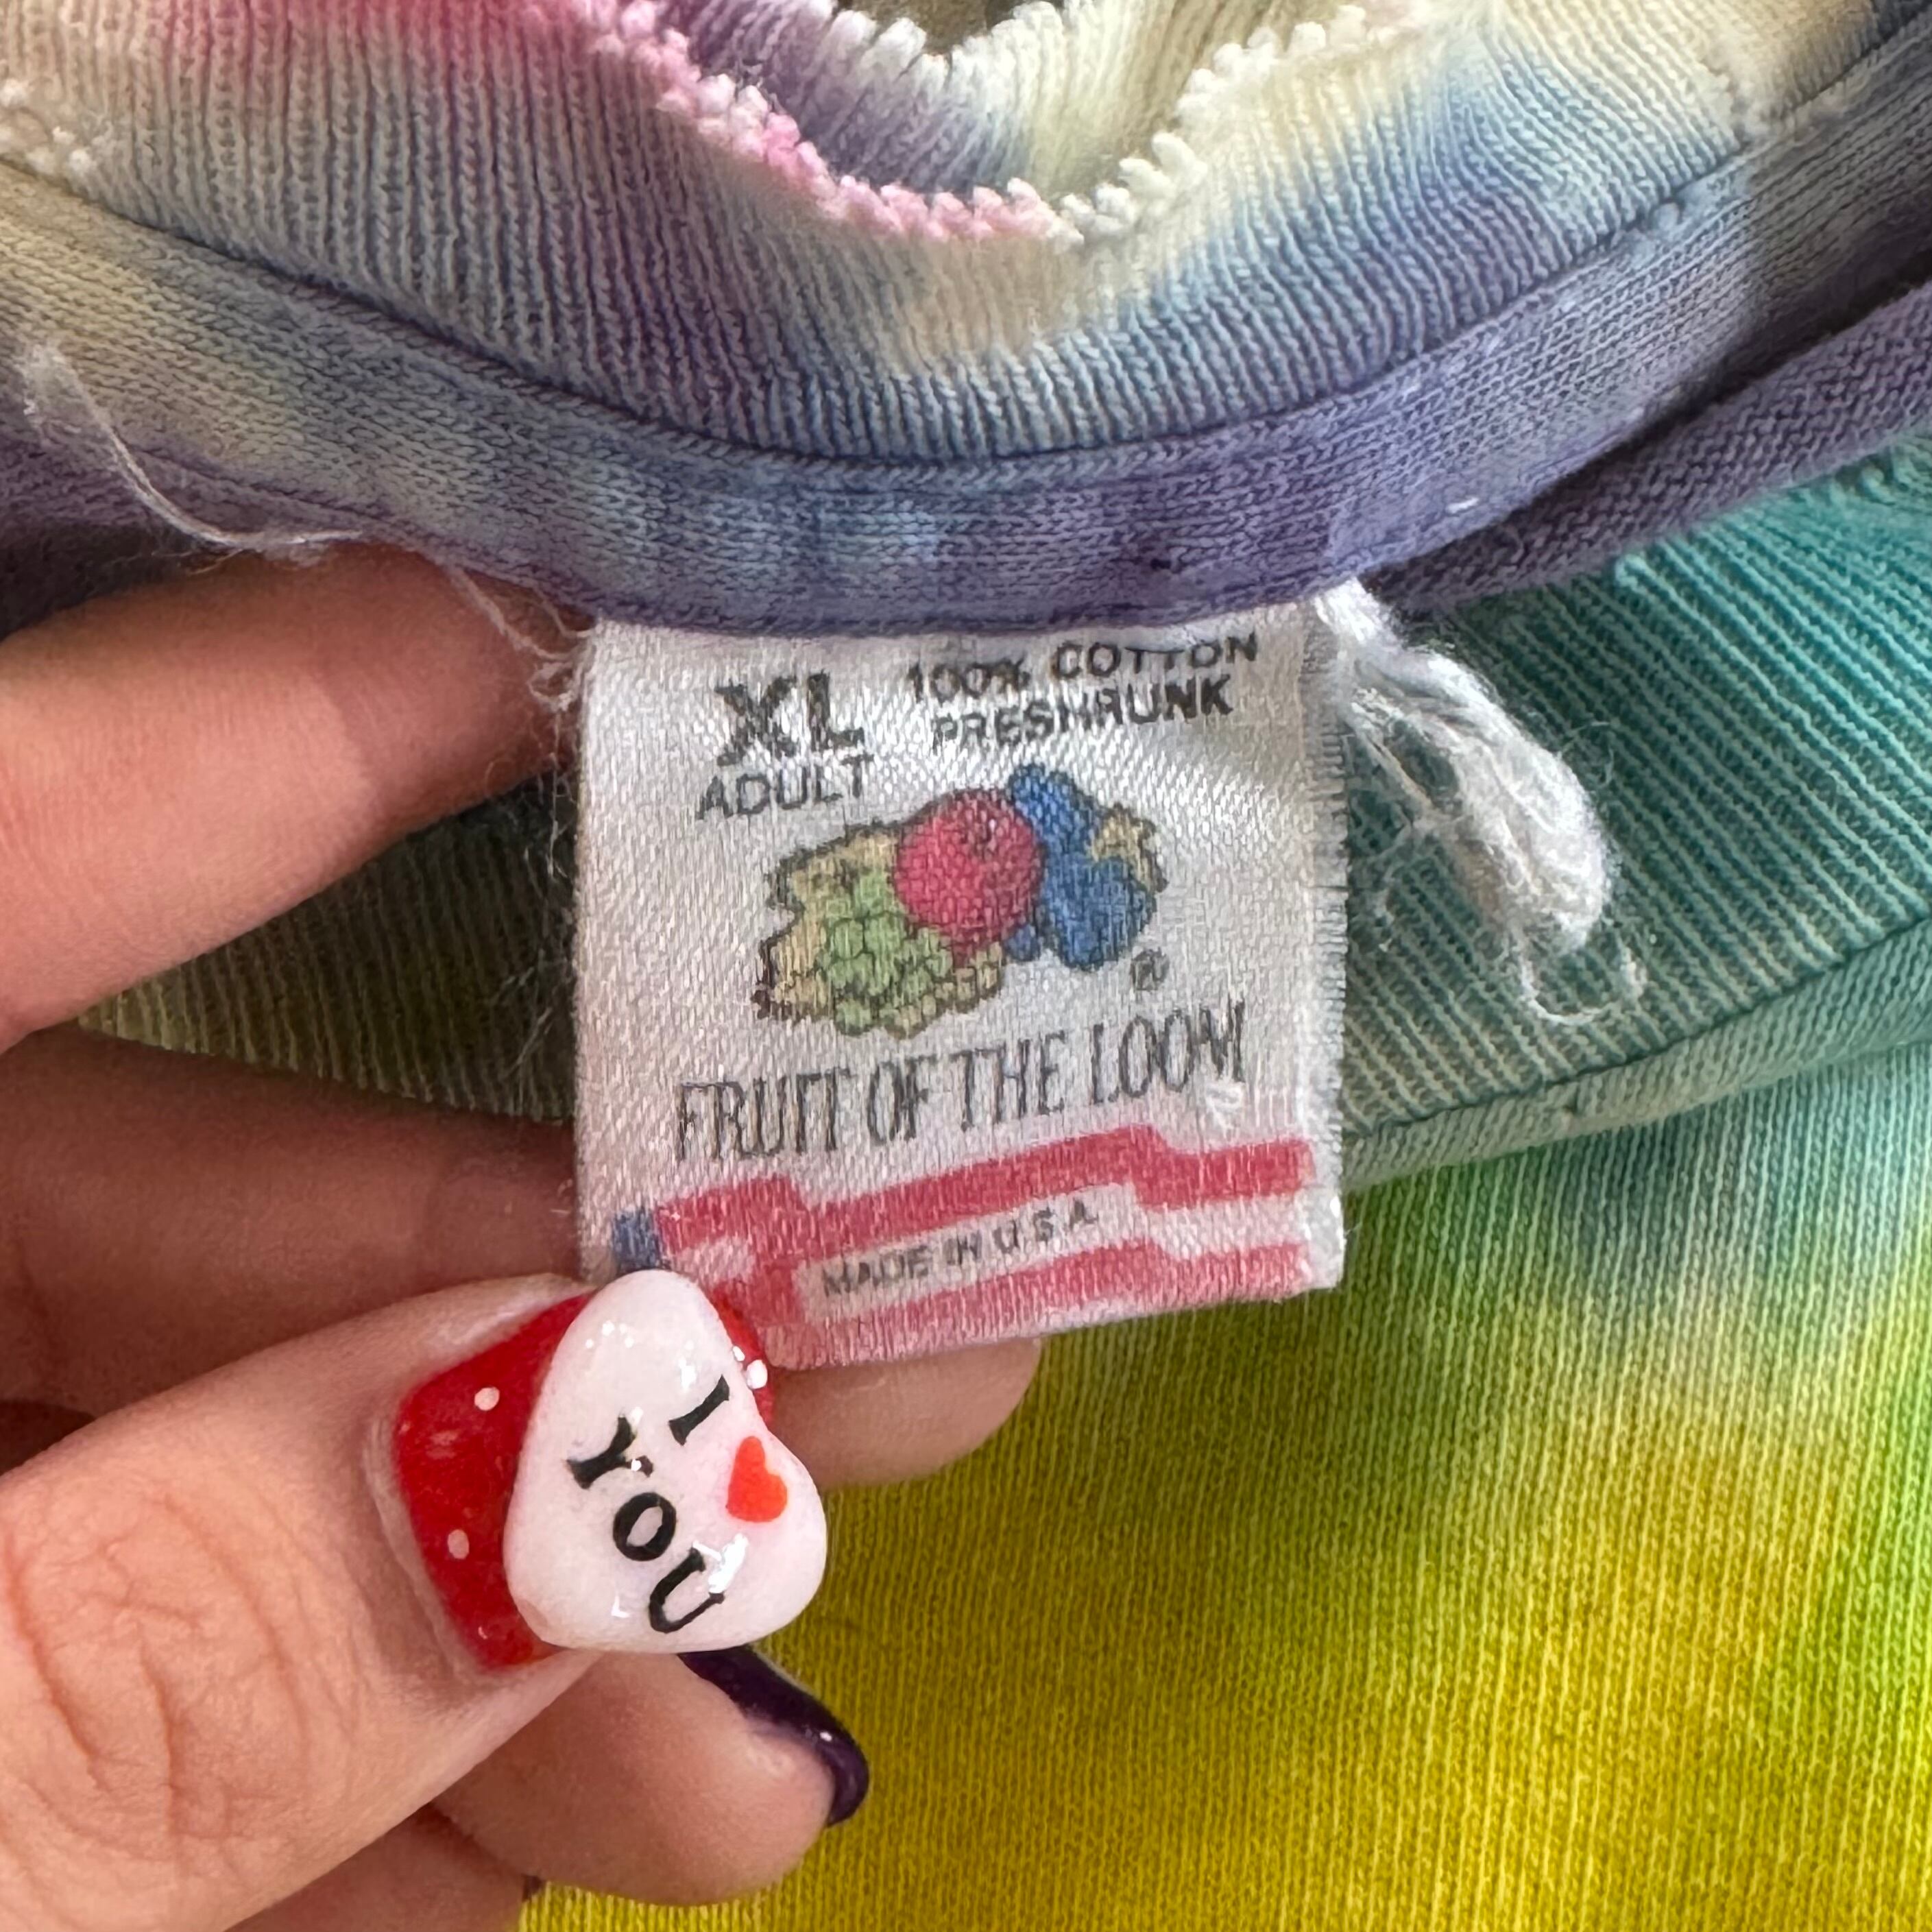 XL
100% COTTON
PRESHRUNK
ADULT
®
FRUIT OF THE LOOM
MADE IN U.S.A.
I ♥
YOU